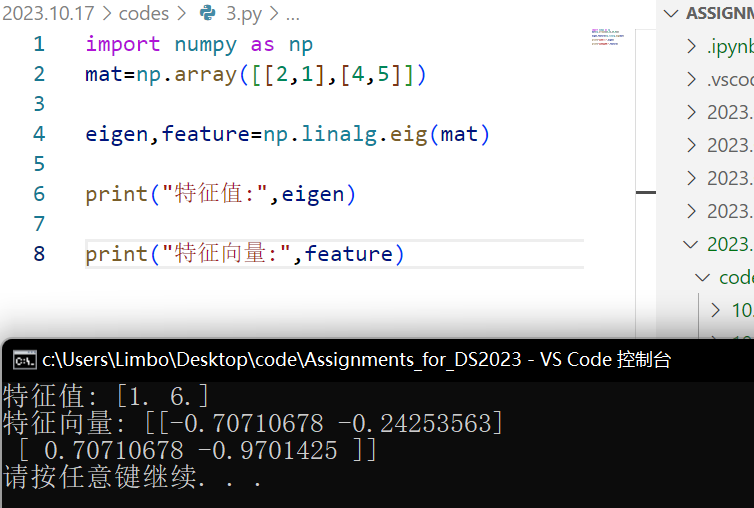 2023.10.17 > codes > 3.py > ...
1 import numpy as np
2 mat=np.array([[2,1],[4,5]])
3
4 eigen,feature=np.linalg.eig(mat)
5
6 print("特征值:",eigen)
7
8 print("特征向量:",feature)
ASSIGNM
.ipynb
.vscod
2023.
2023.
2023.
2023.
2023.
code
10.
c:\Users\Limbo\Desktop\code\Assignments_for_DS2023 - VS Code 控制台
特征值: [1. 6.]
特征向量: [[-0.70710678 -0.24253563]
[ 0.70710678 -0.9701425 ]]
请按任意键继续. . .